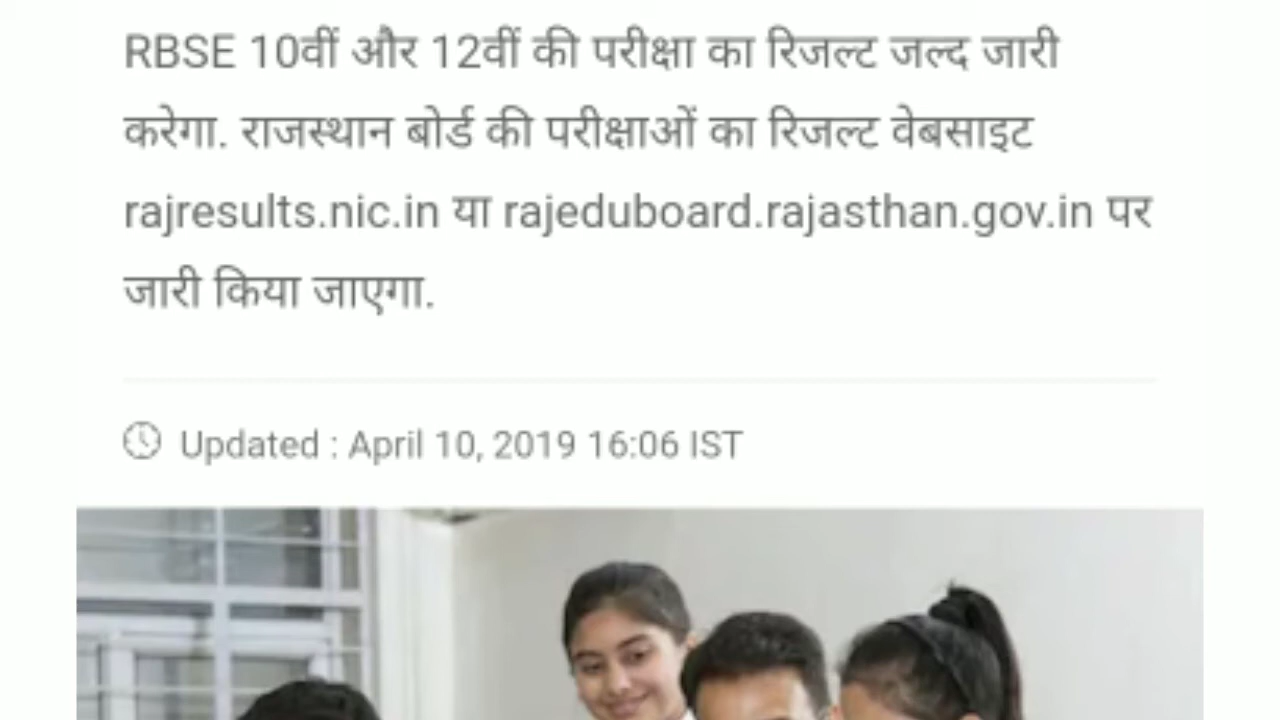 RBSE 10वीं और 12वीं की परीक्षा का रिजल्ट जल्द जारी
करेगा. राजस्थान बोर्ड की परीक्षाओं का रिजल्ट वेबसाइट
rajresults.nic.in या rajeduboard.rajasthan.gov.in पर
जारी किया जाएगा.
Updated : April 10, 2019 16:06 IST